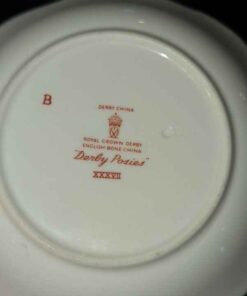 DERBY CHINA
B
ROYAL CROWN DERBY
ENGLISH BONE CHINA
"Derby Posies"
XXXVII